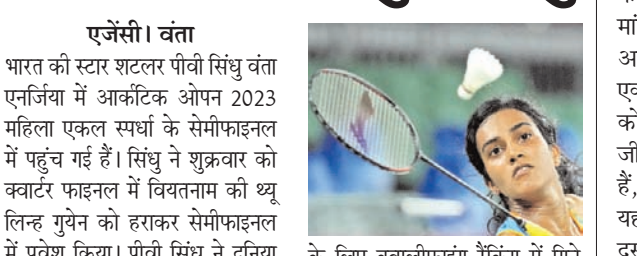 एजेंसी। वंता
भारत की स्टार शटलर पीवी सिंधु वंता
एनर्जिया में आर्कटिक ओपन 2023
महिला एकल स्पर्धा के सेमीफाइनल
में पहुंच गई हैं। सिंधु ने शुक्रवार को
क्वार्टर फाइनल में वियतनाम की थ्यू
लिन्ह गुयेन को हराकर सेमीफाइनल
में प्रवेश किया। पीवी सिंधु ने दुनिया
के लिए क्वालीफाइंग रैंकिंग में गिने
मां
अ
एव
को
जी
हैं,
यह